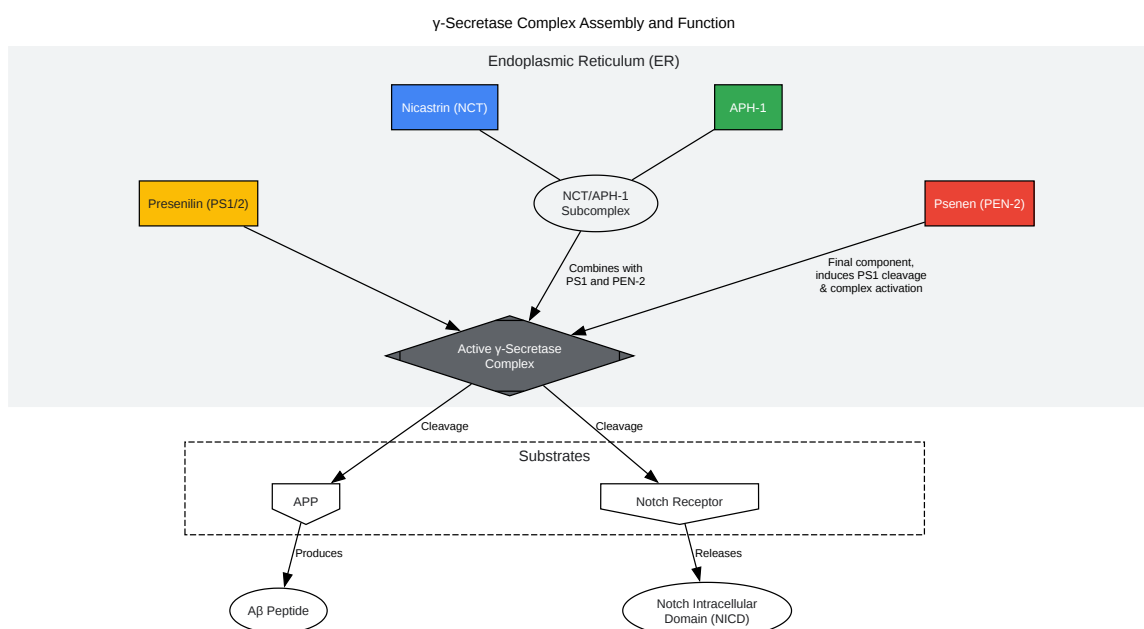 γ-Secretase Complex Assembly and Function
Endoplasmic Reticulum (ER)
Nicastrin (NCT)
APH-1
Presenilin (PS1/2)
NCT/APH-1
Subcomplex
Psenen (PEN-2)
Combines with
PS1 and PEN-2
Final component,
induces PS1 cleavage
& complex activation
Active γ-Secretase
Complex
Cleavage
Cleavage
Substrates
APP
Notch Receptor
Produces
Releases
Aβ Peptide
Notch Intracellular
Domain (NICD)